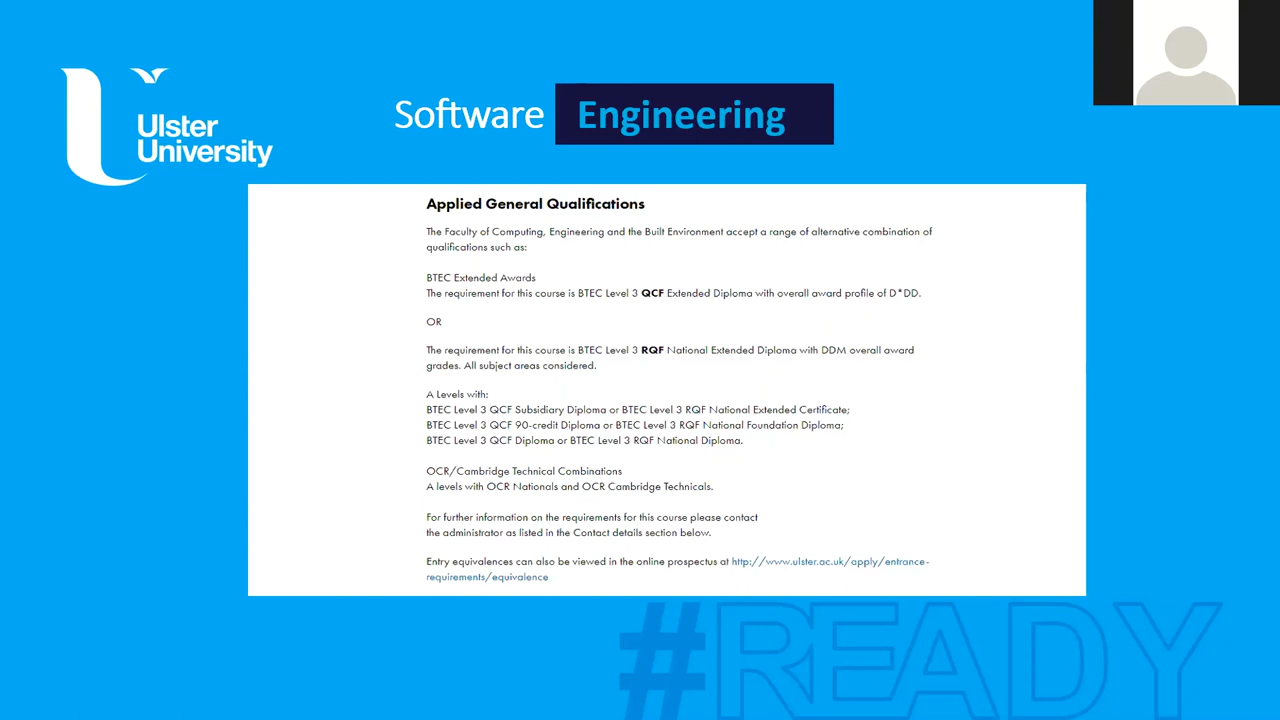 Ulster
University
Software Engineering
Applied General Qualifications
The Faculty of Computing, Engineering and the Built Environment accept a range of alternative combination of
qualifications such as:
BTEC Extended Awards
The requirement for this course is BTEC Level 3 QCF Extended Diploma with overall award profile of D*DD.
OR
The requirement for this course is BTEC Level 3 RQF National Extended Diploma with DDM overall award
grades. All subject areas considered.
A Levels with:
BTEC Level 3 QCF Subsidiary Diploma or BTEC Level 3 RQF National Extended Certificate;
BTEC Level 3 QCF 90-credit Diploma or BTEC Level 3 RQF National Foundation Diploma;
BTEC Level 3 QCF Diploma or BTEC Level 3 RQF National Diploma.
OCR/Cambridge Technical Combinations
A levels with OCR Nationals and OCR Cambridge Technicals.
For further information on the requirements for this course please contact
the administrator as listed in the Contact details section below.
Entry equivalences can also be viewed in the online prospectus at http://www.ulster.ac.uk/apply/entrance-
requirements/equivalence
#READY